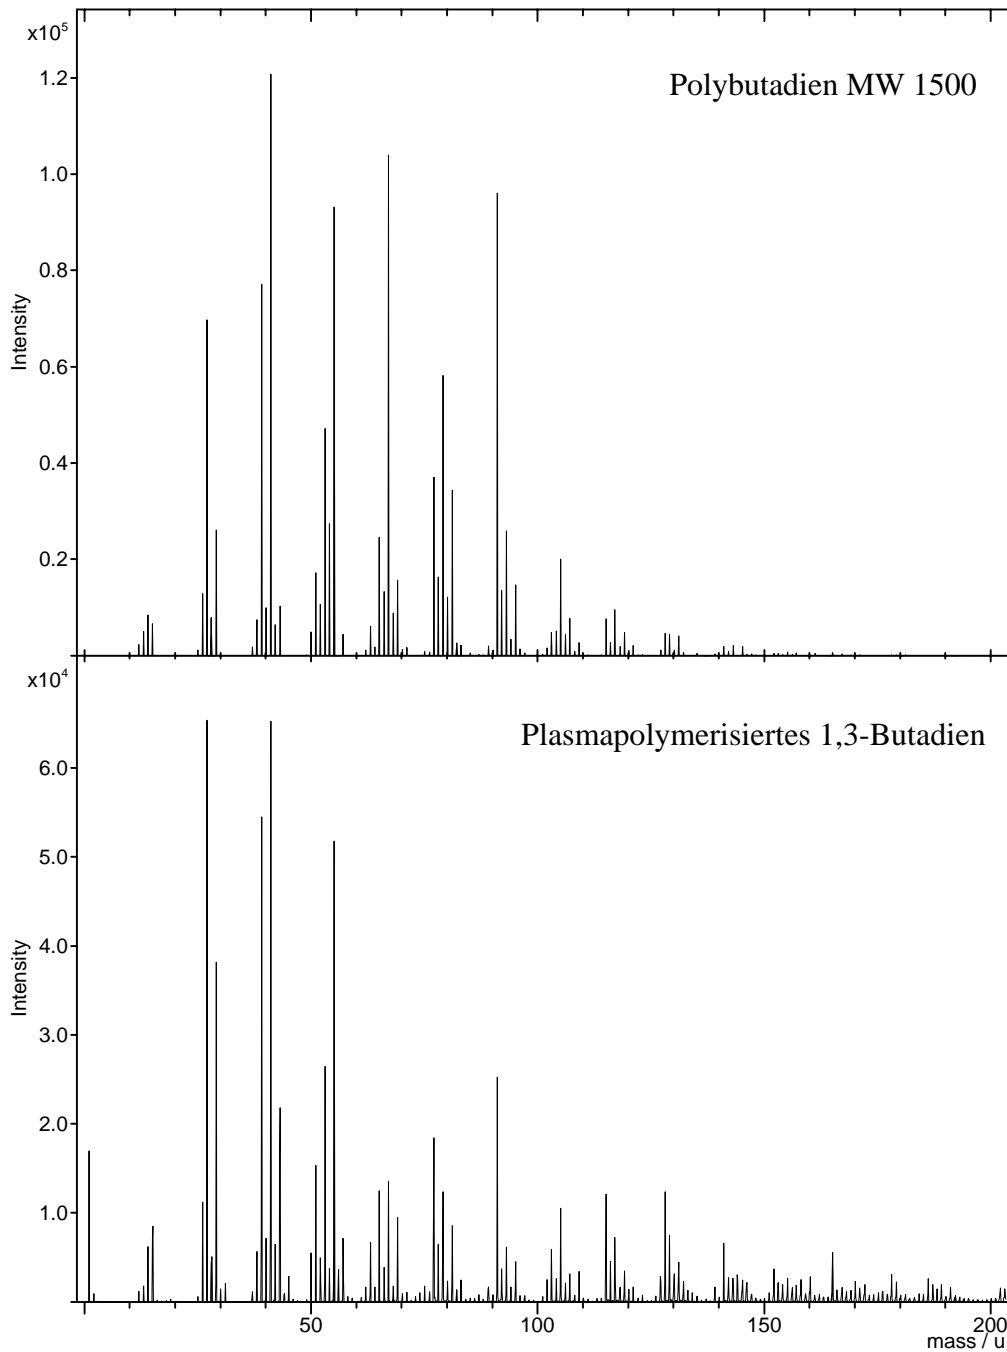 x10⁵
Polybutadien MW 1500
1.2
1.0
0.8
0.6
0.4
0.2
Intensity
x10⁴
Plasmapolymerisiertes 1,3-Butadien
6.0
5.0
4.0
3.0
2.0
1.0
Intensity
50 100 150 200
mass / u